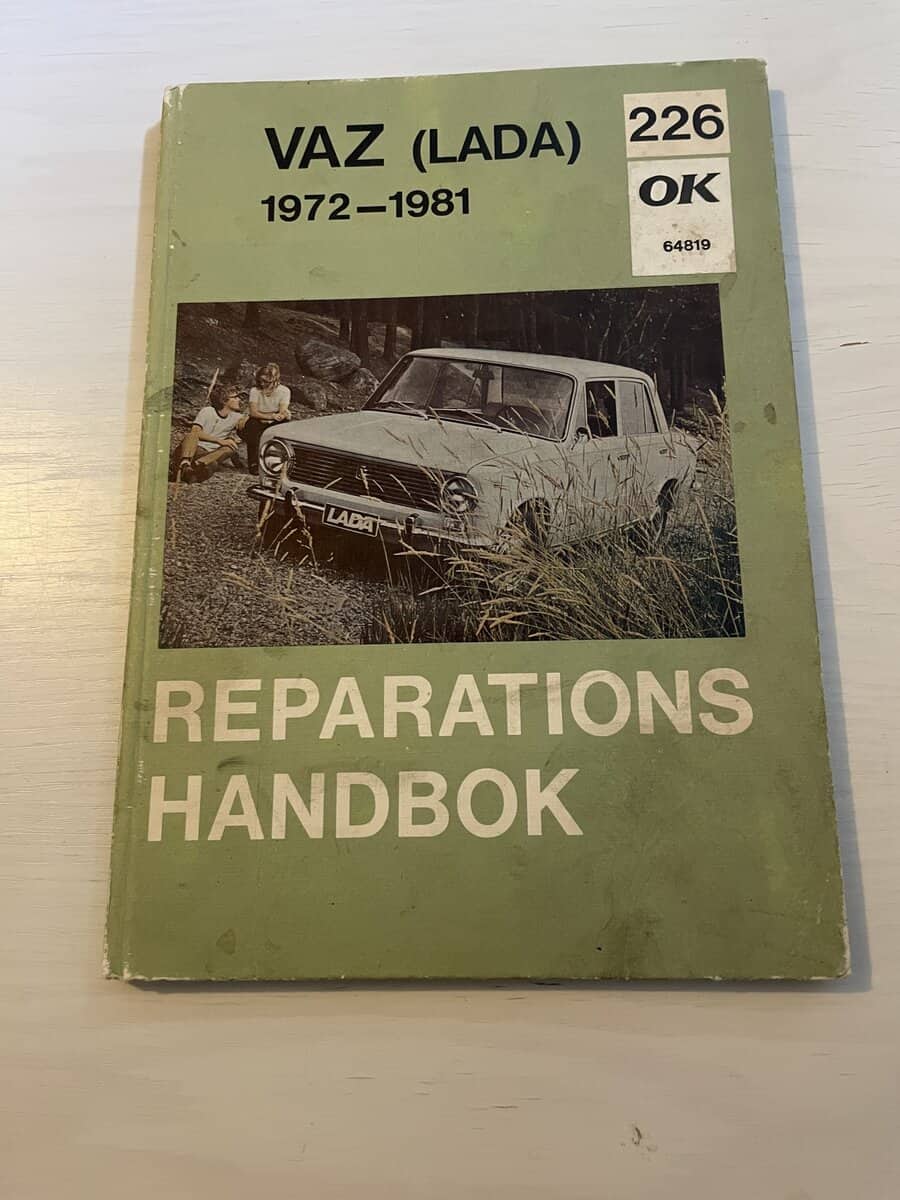 VAZ (LADA)
1972–1981
226
OK
64819
LADA
REPARATIONS
HANDBOK